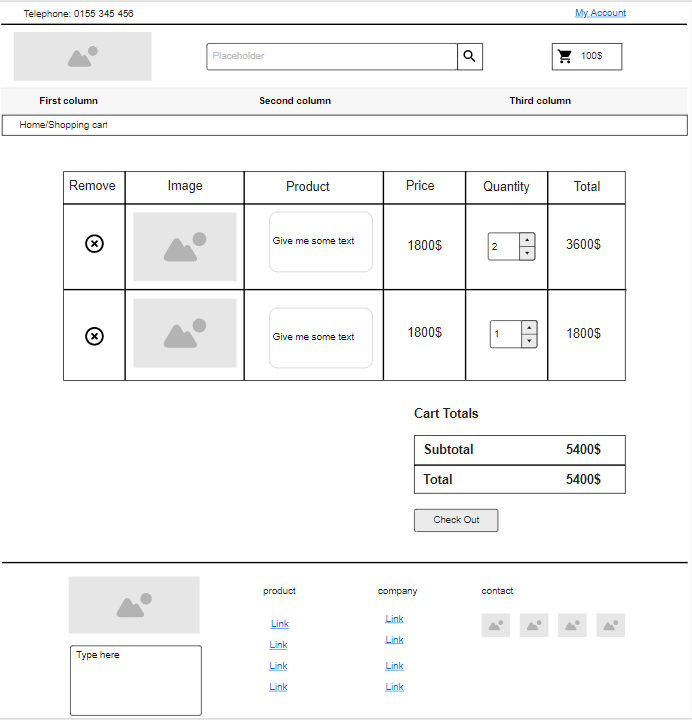 Telephone: 0155 345 456
My Account
Placeholder
100$
First column Second column Third column
Home/Shopping cart
Remove Image Product Price Quantity Total
Give me some text 1800$ 2 3600$
Give me some text 1800$ 1 1800$
Cart Totals
Subtotal 5400$
Total 5400$
Check Out
product company contact
Link Link
Link Link
Link Link
Link Link
Type here